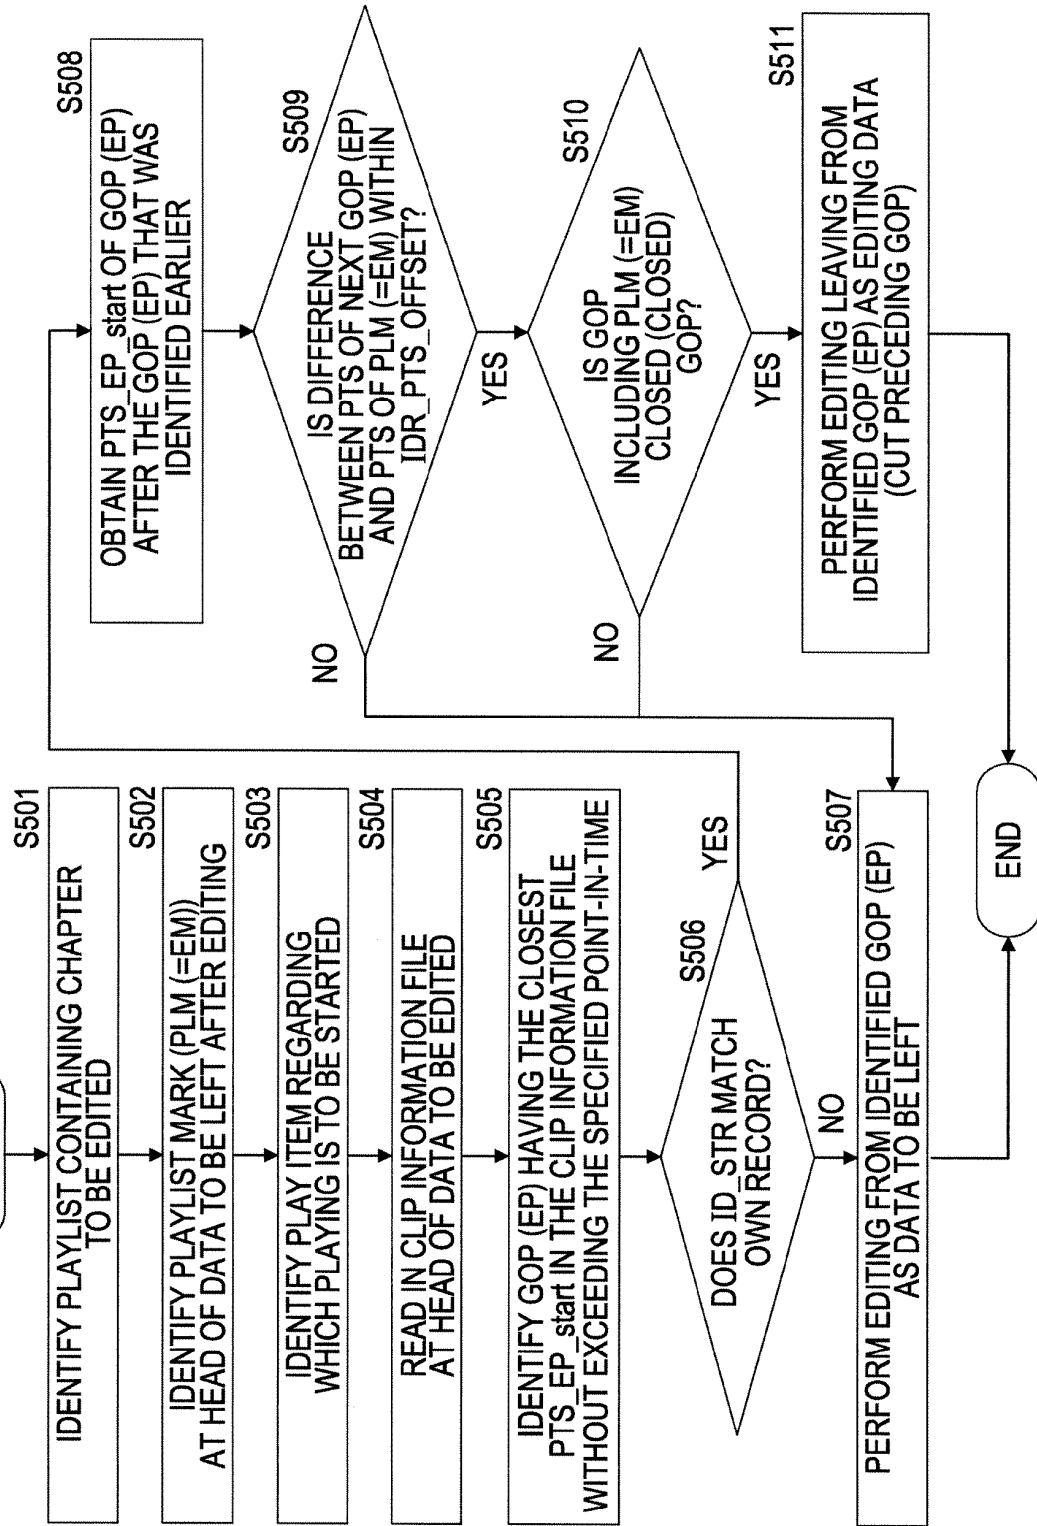 S501
IDENTIFY PLAYLIST CONTAINING CHAPTER
TO BE EDITED
S502
IDENTIFY PLAYLIST MARK (PLM (=EM))
AT HEAD OF DATA TO BE LEFT AFTER EDITING
S503
IDENTIFY PLAY ITEM REGARDING
WHICH PLAYING IS TO BE STARTED
S504
READ IN CLIP INFORMATION FILE
AT HEAD OF DATA TO BE EDITED
S505
IDENTIFY GOP (EP) HAVING THE CLOSEST
PTS_EP_start IN THE CLIP INFORMATION FILE
WITHOUT EXCEEDING THE SPECIFIED POINT-IN-TIME
S506
DOES ID_STR MATCH
OWN RECORD?
YES
NO
S507
PERFORM EDITING FROM IDENTIFIED GOP (EP)
AS DATA TO BE LEFT
S508
OBTAIN PTS_EP_start OF GOP (EP)
AFTER THE GOP (EP) THAT WAS
IDENTIFIED EARLIER
S509
IS DIFFERENCE
BETWEEN PTS OF NEXT GOP (EP)
AND PTS OF PLM (=EM) WITHIN
IDR_PTS_OFFSET?
NO
YES
S510
IS GOP
INCLUDING PLM (=EM)
CLOSED (CLOSED)
GOP?
NO
YES
S511
PERFORM EDITING LEAVING FROM
IDENTIFIED GOP (EP) AS EDITING DATA
(CUT PRECEDING GOP)
END